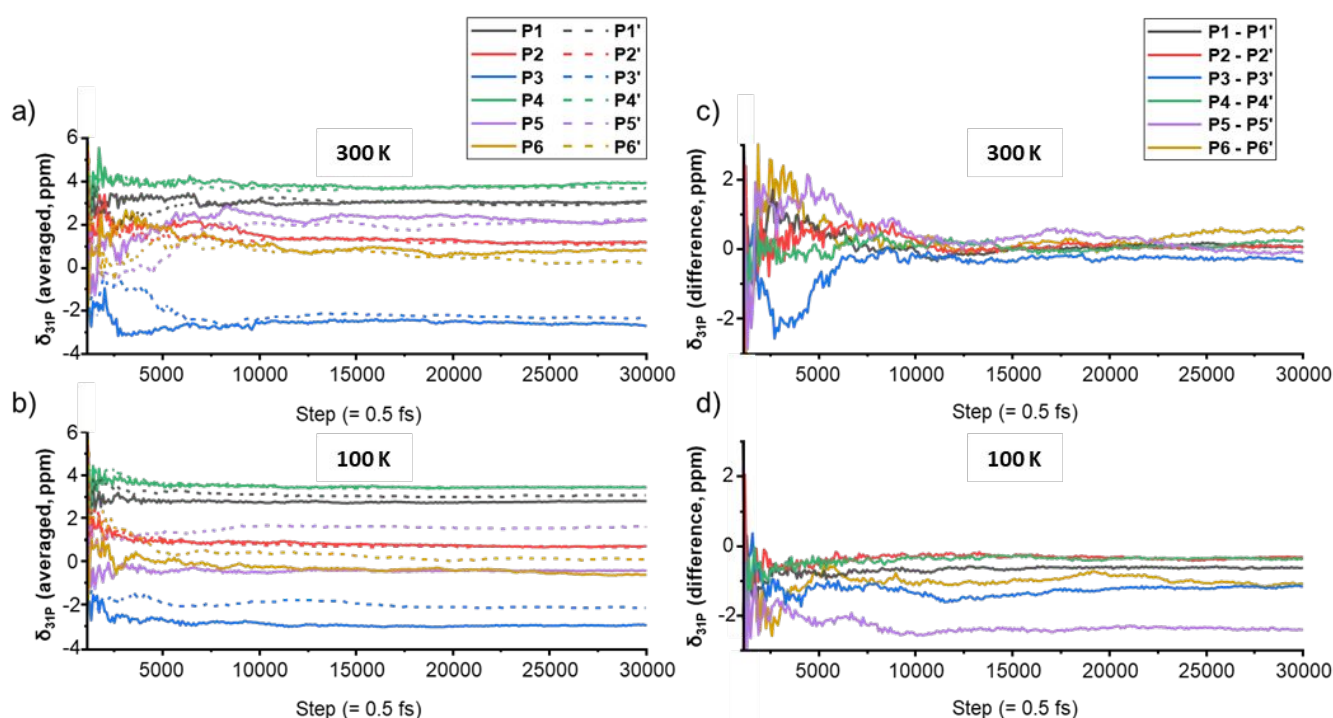 P1 P1'
P2 P2'
P3 P3'
P4 P4'
P5 P5'
P6 P6'
a)
300 K
δ31P (averaged, ppm)
6
4
2
0
-2
-4
5000 10000 15000 20000 25000 30000
Step (= 0.5 fs)
b)
100 K
δ31P (averaged, ppm)
6
4
2
0
-2
-4
5000 10000 15000 20000 25000 30000
Step (= 0.5 fs)
P1 - P1'
P2 - P2'
P3 - P3'
P4 - P4'
P5 - P5'
P6 - P6'
c)
300 K
δ31P (difference, ppm)
2
0
-2
5000 10000 15000 20000 25000 30000
Step (= 0.5 fs)
d)
100 K
δ31P (difference, ppm)
2
0
-2
5000 10000 15000 20000 25000 30000
Step (= 0.5 fs)